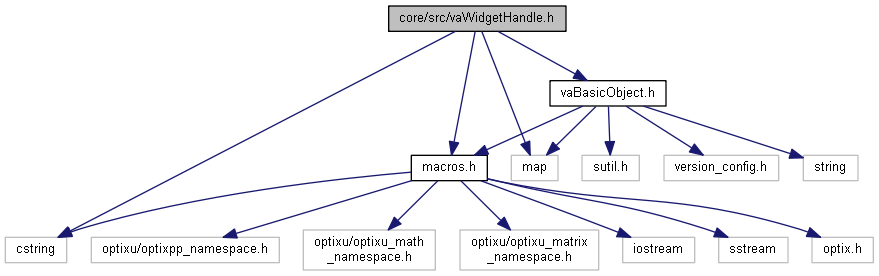 core/src/vaWidgetHandle.h
vaBasicObject.h
macros.h
map
sutil.h
version_config.h
string
cstring
optixu/optixpp_namespace.h
optixu/optixu_math
_namespace.h
optixu/optixu_matrix
_namespace.h
iostream
sstream
optix.h